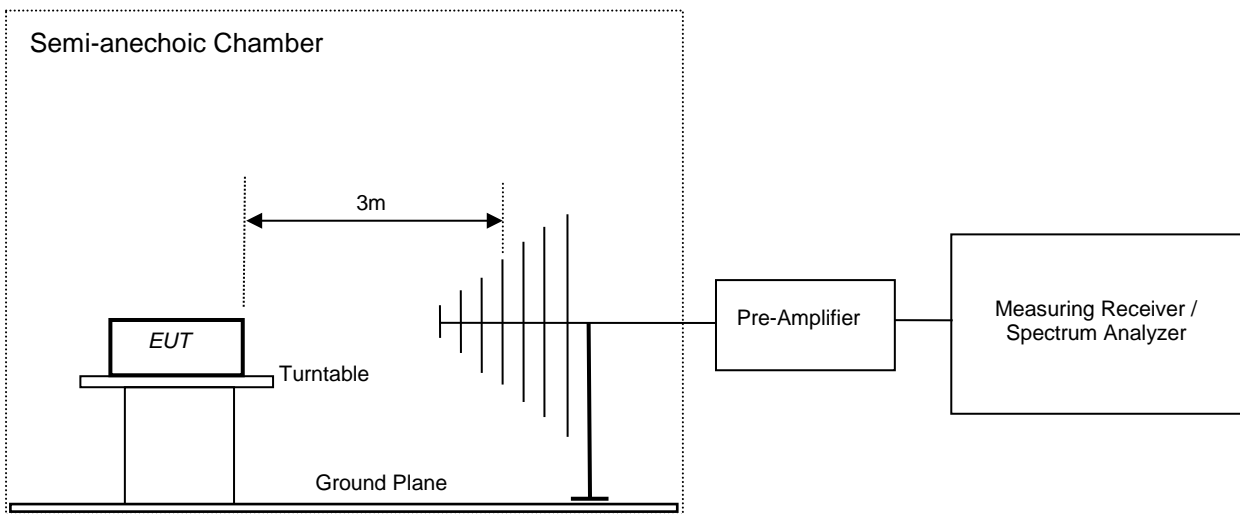 Semi-anechoic Chamber
3m
EUT
Turntable
Ground Plane
Pre-Amplifier
Measuring Receiver /
Spectrum Analyzer